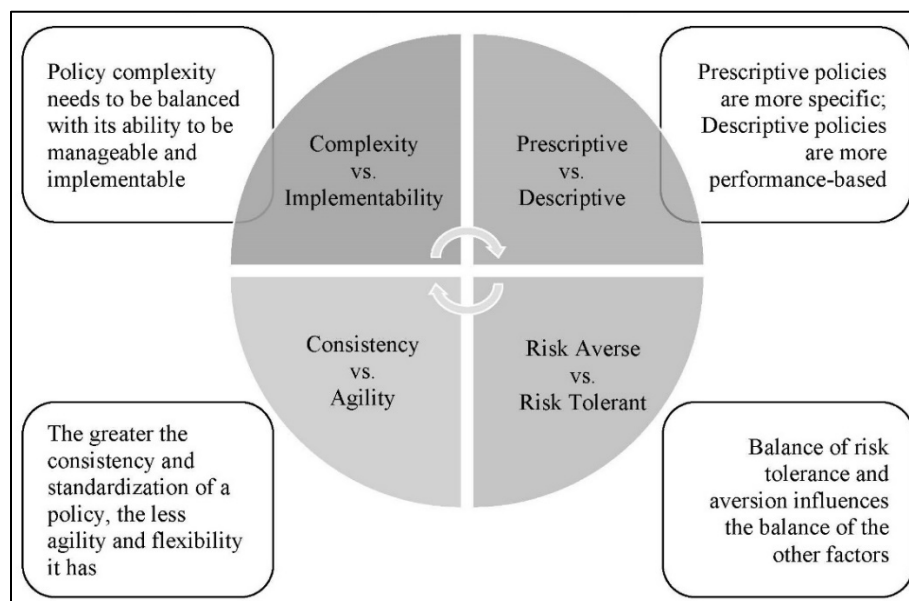 Policy complexity
needs to be balanced
with its ability to be
manageable and
implementable
Complexity
vs.
Implementability
Prescriptive
vs.
Descriptive
Prescriptive policies
are more specific;
Descriptive policies
are more
performance-based
Consistency
vs.
Agility
Risk Averse
vs.
Risk Tolerant
The greater the
consistency and
standardization of a
policy, the less
agility and flexibility
it has
Balance of risk
tolerance and
aversion influences
the balance of the
other factors